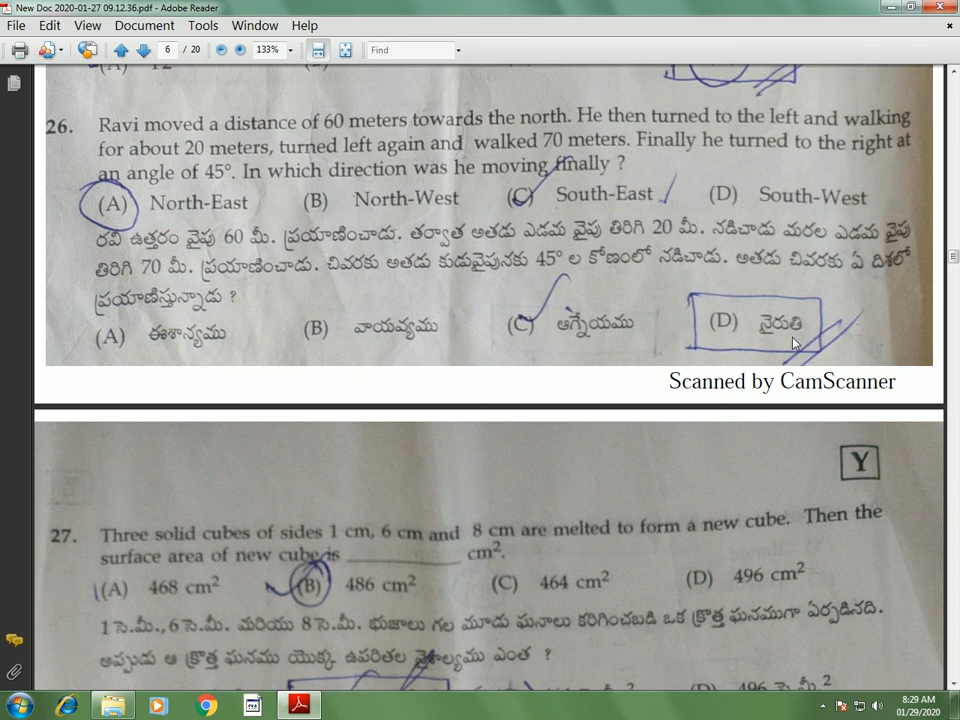 New Doc 2020-01-27 09.12.36.pdf - Adobe Reader
File Edit View Document Tools Window Help
6 / 20 133% Find
(A) 12
26. Ravi moved a distance of 60 meters towards the north. He then turned to the left and walking
for about 20 meters, turned left again and walked 70 meters. Finally he turned to the right at
an angle of 45°. In which direction was he moving finally ?
(A) North-East (B) North-West (C) South-East (D) South-West
రవి ఉత్తరం వైపు 60 మీ. ప్రయాణించాడు. తర్వాత అతడు ఎడమ వైపు తిరిగి 20 మీ. నడిచాడు మరల ఎడమ వైపు
తిరిగి 70 మీ. ప్రయాణించాడు. చివరకు అతడు కుడువైపునకు 45° ల కోణంలో నడిచాడు. అతడు చివరకు ఏ దిశలో
ప్రయాణిస్తున్నాడు ?
(A) ఈశాన్యము (B) వాయవ్యము (C) ఆగ్నేయము (D) నైరుతి
Scanned by CamScanner
Y
27. Three solid cubes of sides 1 cm, 6 cm and 8 cm are melted to form a new cube. Then the
surface area of new cube is ________ cm².
(A) 468 cm² (B) 486 cm² (C) 464 cm² (D) 496 cm²
1 సె.మీ., 6 సె.మీ. మరియు 8 సె.మీ. భుజాలు గల మూడు ఘనాలు కరిగించబడి ఒక క్రొత్త ఘనముగా ఏర్పడినది.
అప్పుడు ఆ క్రొత్త ఘనము యొక్క ఉపరితల వైశాల్యము ఎంత ?
(D) 496 సె.మీ.²
8:29 AM
01/29/2020